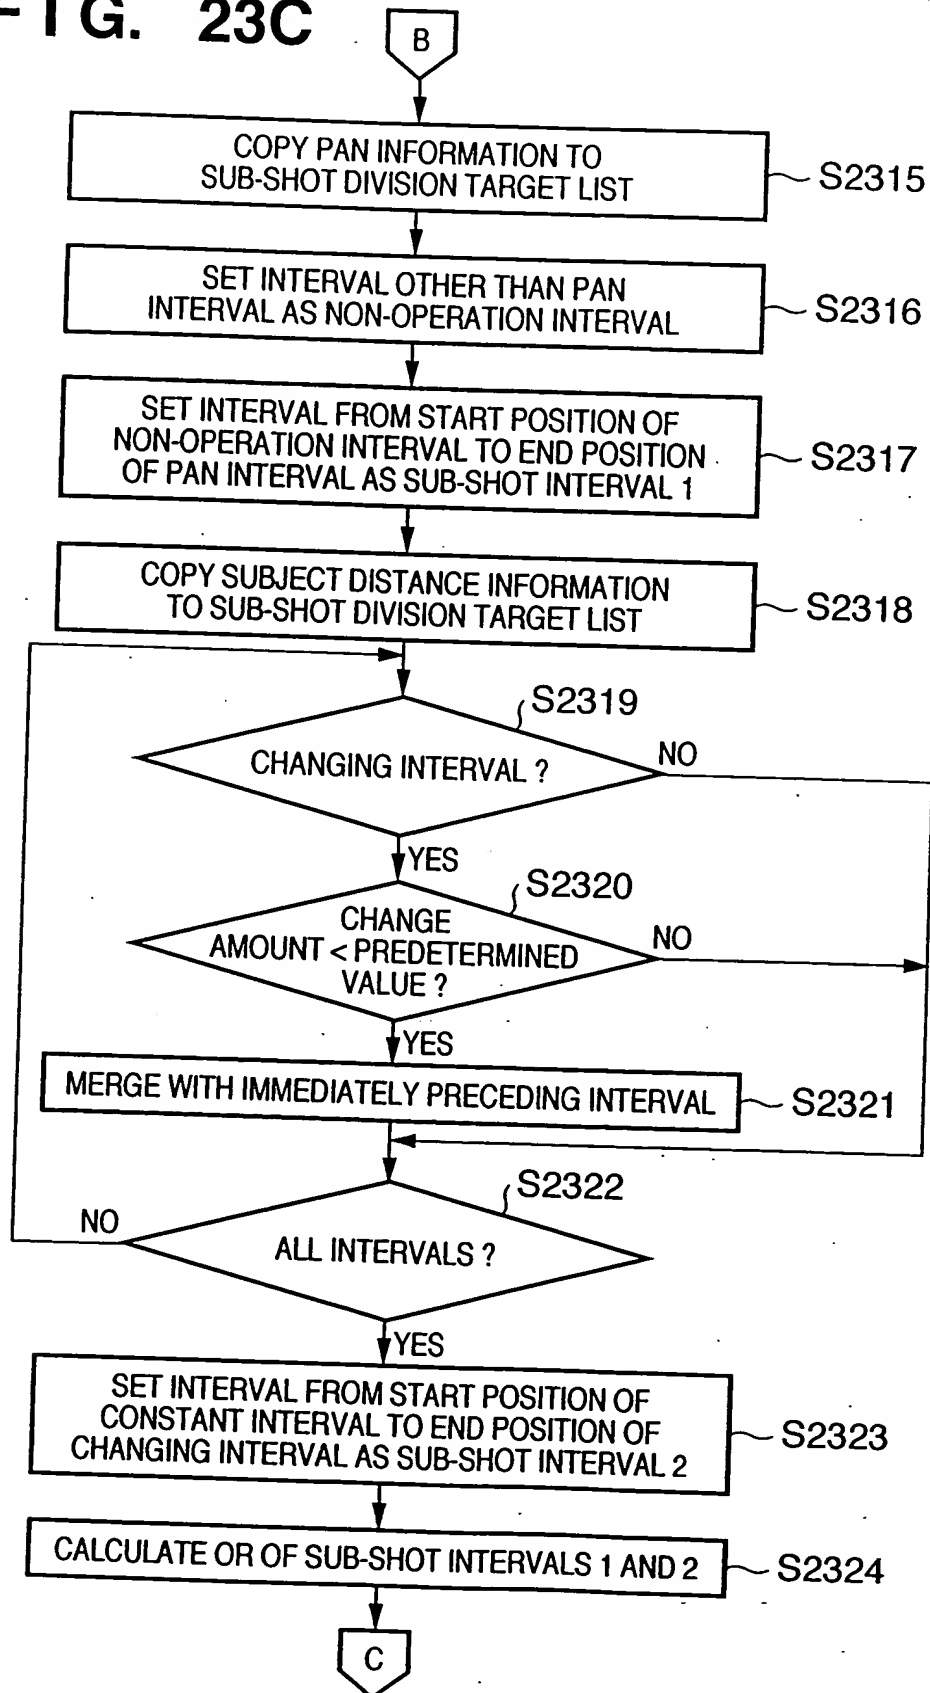 FIG. 23C
B
COPY PAN INFORMATION TO
SUB-SHOT DIVISION TARGET LIST
S2315
SET INTERVAL OTHER THAN PAN
INTERVAL AS NON-OPERATION INTERVAL
S2316
SET INTERVAL FROM START POSITION OF
NON-OPERATION INTERVAL TO END POSITION
OF PAN INTERVAL AS SUB-SHOT INTERVAL 1
S2317
COPY SUBJECT DISTANCE INFORMATION
TO SUB-SHOT DIVISION TARGET LIST
S2318
S2319
CHANGING INTERVAL ?
NO
YES
S2320
CHANGE
AMOUNT < PREDETERMINED
VALUE ?
NO
YES
MERGE WITH IMMEDIATELY PRECEDING INTERVAL
S2321
S2322
NO
ALL INTERVALS ?
YES
SET INTERVAL FROM START POSITION OF
CONSTANT INTERVAL TO END POSITION OF
CHANGING INTERVAL AS SUB-SHOT INTERVAL 2
S2323
CALCULATE OR OF SUB-SHOT INTERVALS 1 AND 2
S2324
C